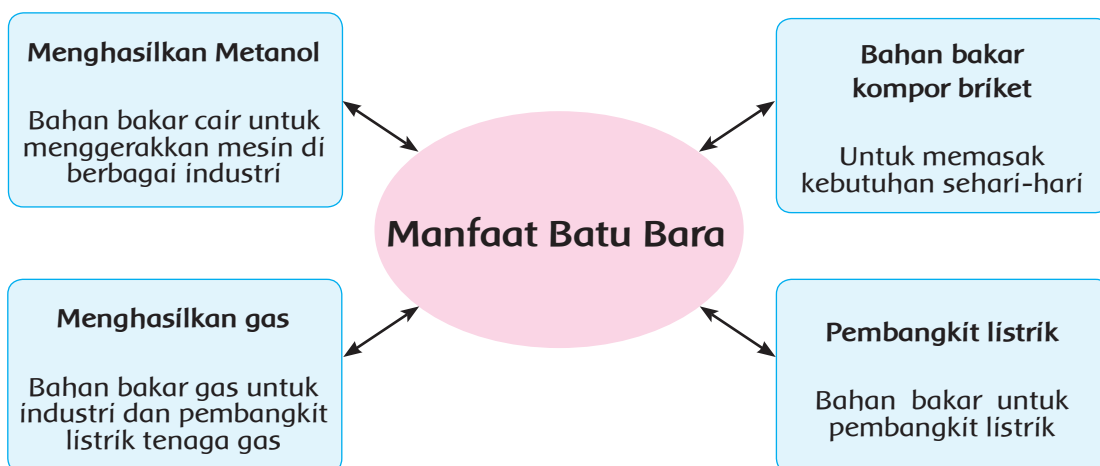 Menghasilkan Metanol
Bahan bakar cair untuk
menggerakkan mesin di
berbagai industri
Bahan bakar
kompor briket
Untuk memasak
kebutuhan sehari-hari
Manfaat Batu Bara
Menghasilkan gas
Bahan bakar gas untuk
industri dan pembangkit
listrik tenaga gas
Pembangkit listrik
Bahan bakar untuk
pembangkit listrik